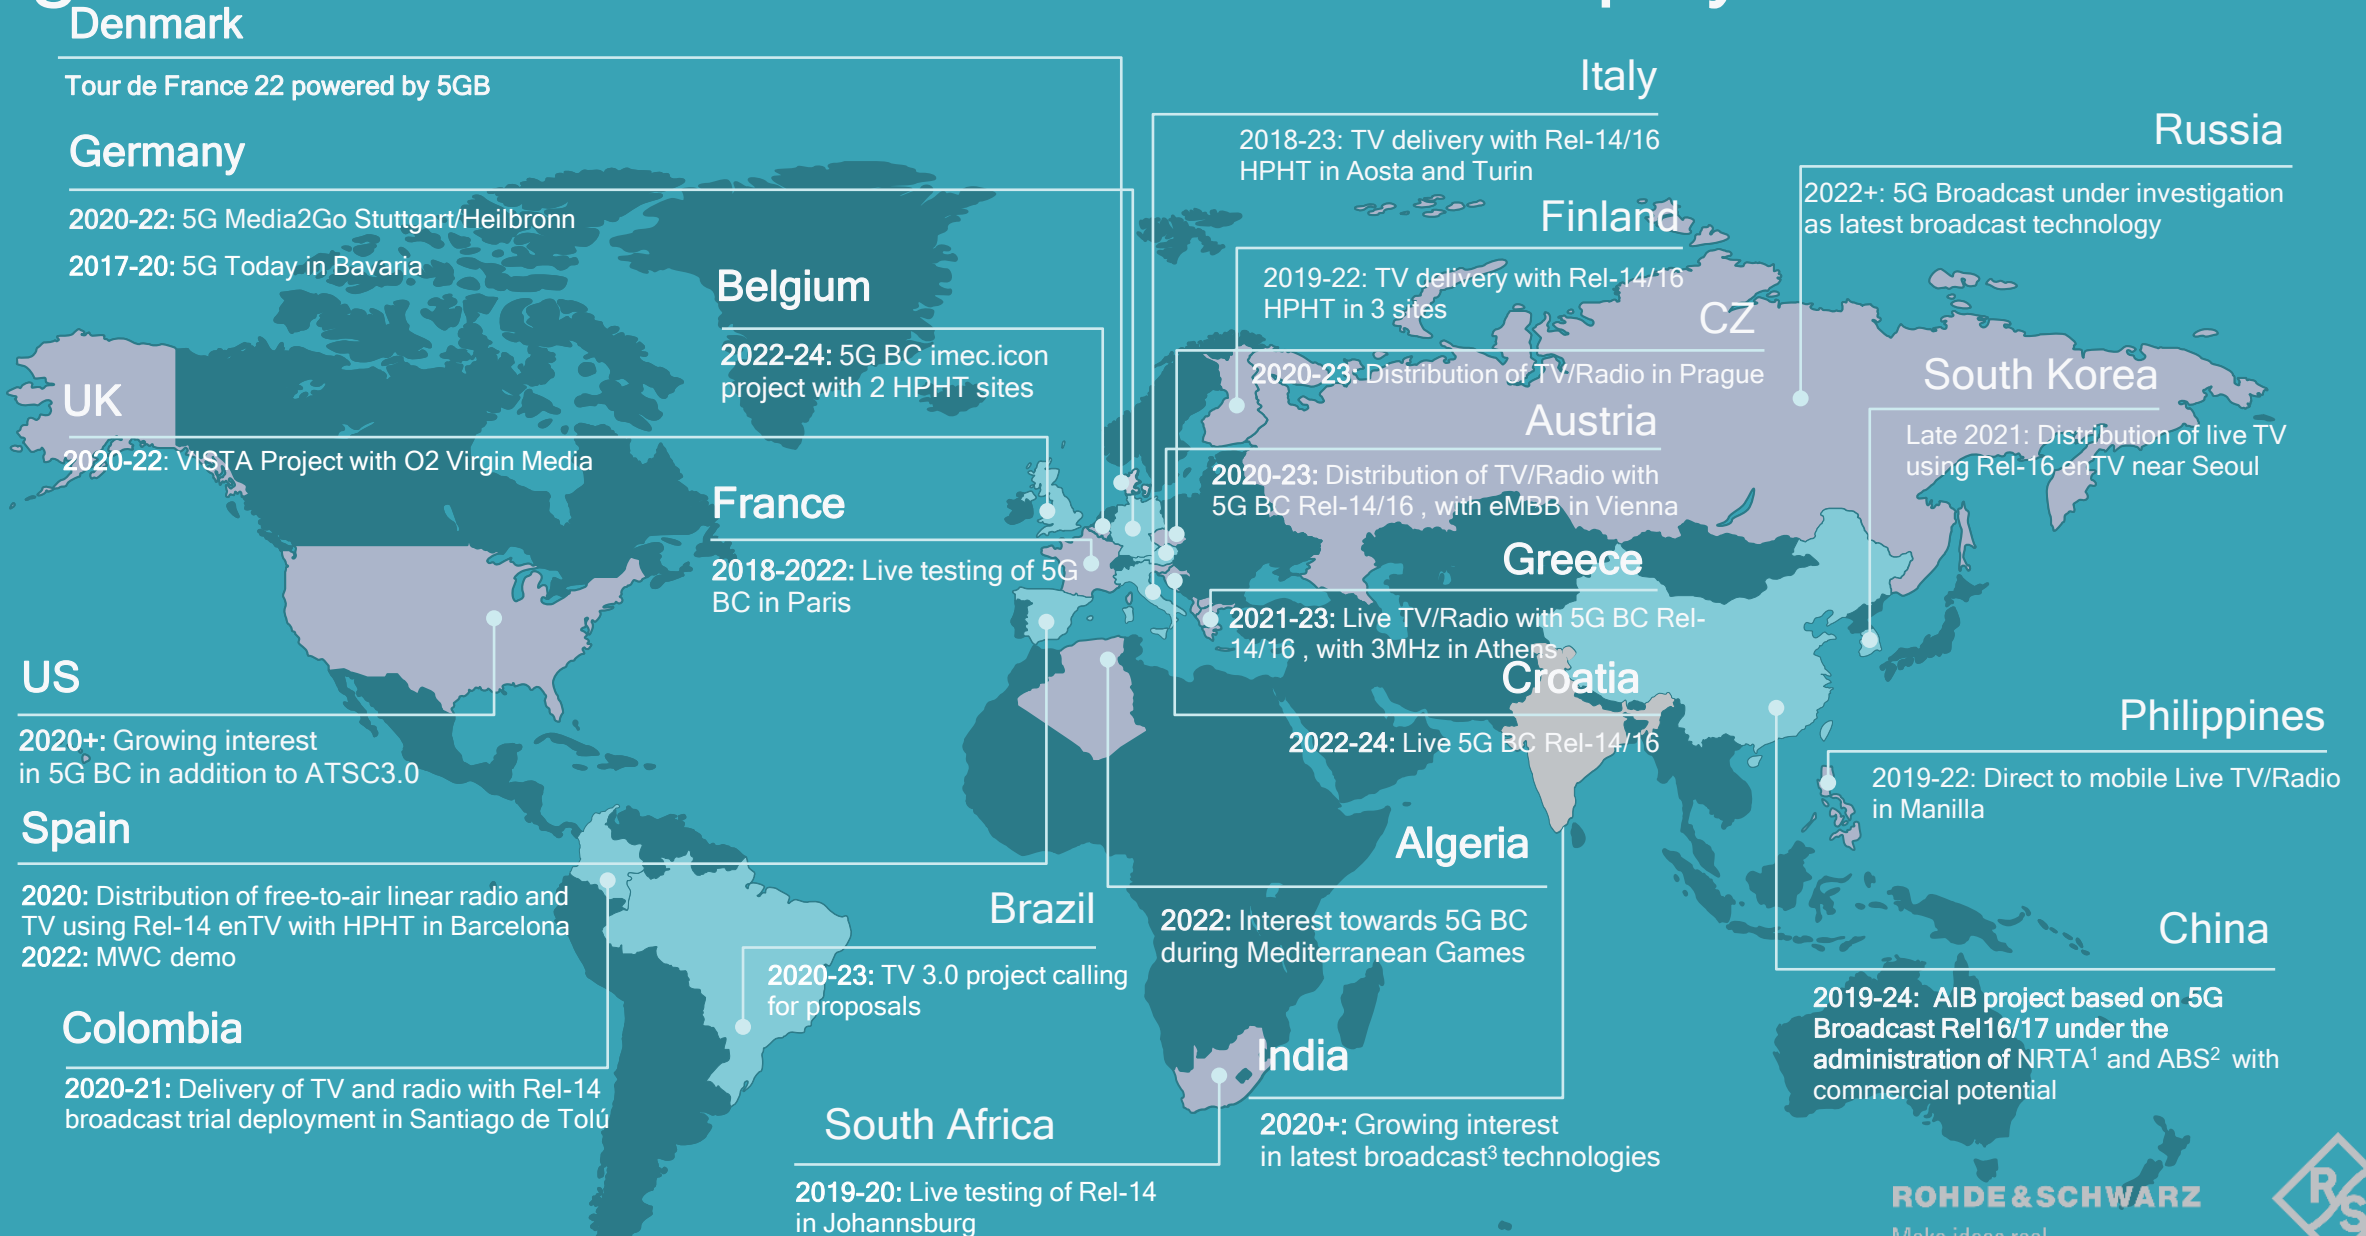 Denmark
Tour de France 22 powered by 5GB
Germany
2020-22: 5G Media2Go Stuttgart/Heilbronn
2017-20: 5G Today in Bavaria
Belgium
2022-24: 5G BC imec.icon
project with 2 HPHT sites
UK
2020-22: VISTA Project with O2 Virgin Media
France
2018-2022: Live testing of 5G
BC in Paris
US
2020+: Growing interest
in 5G BC in addition to ATSC3.0
Spain
2020: Distribution of free-to-air linear radio and
TV using Rel-14 enTV with HPHT in Barcelona
2022: MWC demo
Colombia
2020-21: Delivery of TV and radio with Rel-14
broadcast trial deployment in Santiago de Tolú
Brazil
2020-23: TV 3.0 project calling
for proposals
South Africa
2019-20: Live testing of Rel-14
in Johannsburg
Italy
2018-23: TV delivery with Rel-14/16
HPHT in Aosta and Turin
Finland
2019-22: TV delivery with Rel-14/16
HPHT in 3 sites
CZ
2020-23: Distribution of TV/Radio in Prague
Austria
2020-23: Distribution of TV/Radio with
5G BC Rel-14/16 , with eMBB in Vienna
Greece
2021-23: Live TV/Radio with 5G BC Rel-
14/16 , with 3MHz in Athens
Croatia
2022-24: Live 5G BC Rel-14/16
Algeria
2022: Interest towards 5G BC
during Mediterranean Games
India
2020+: Growing interest
in latest broadcast³ technologies
Russia
2022+: 5G Broadcast under investigation
as latest broadcast technology
South Korea
Late 2021: Distribution of live TV
using Rel-16 enTV near Seoul
Philippines
2019-22: Direct to mobile Live TV/Radio
in Manilla
China
2019-24: AIB project based on 5G
Broadcast Rel16/17 under the
administration of NRTA¹ and ABS² with
commercial potential
ROHDE&SCHWARZ
Make ideas real
R
S